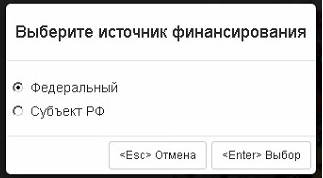 Выберите источник финансирования
Федеральный
Субъект РФ
<Esc> Отмена <Enter> Выбор